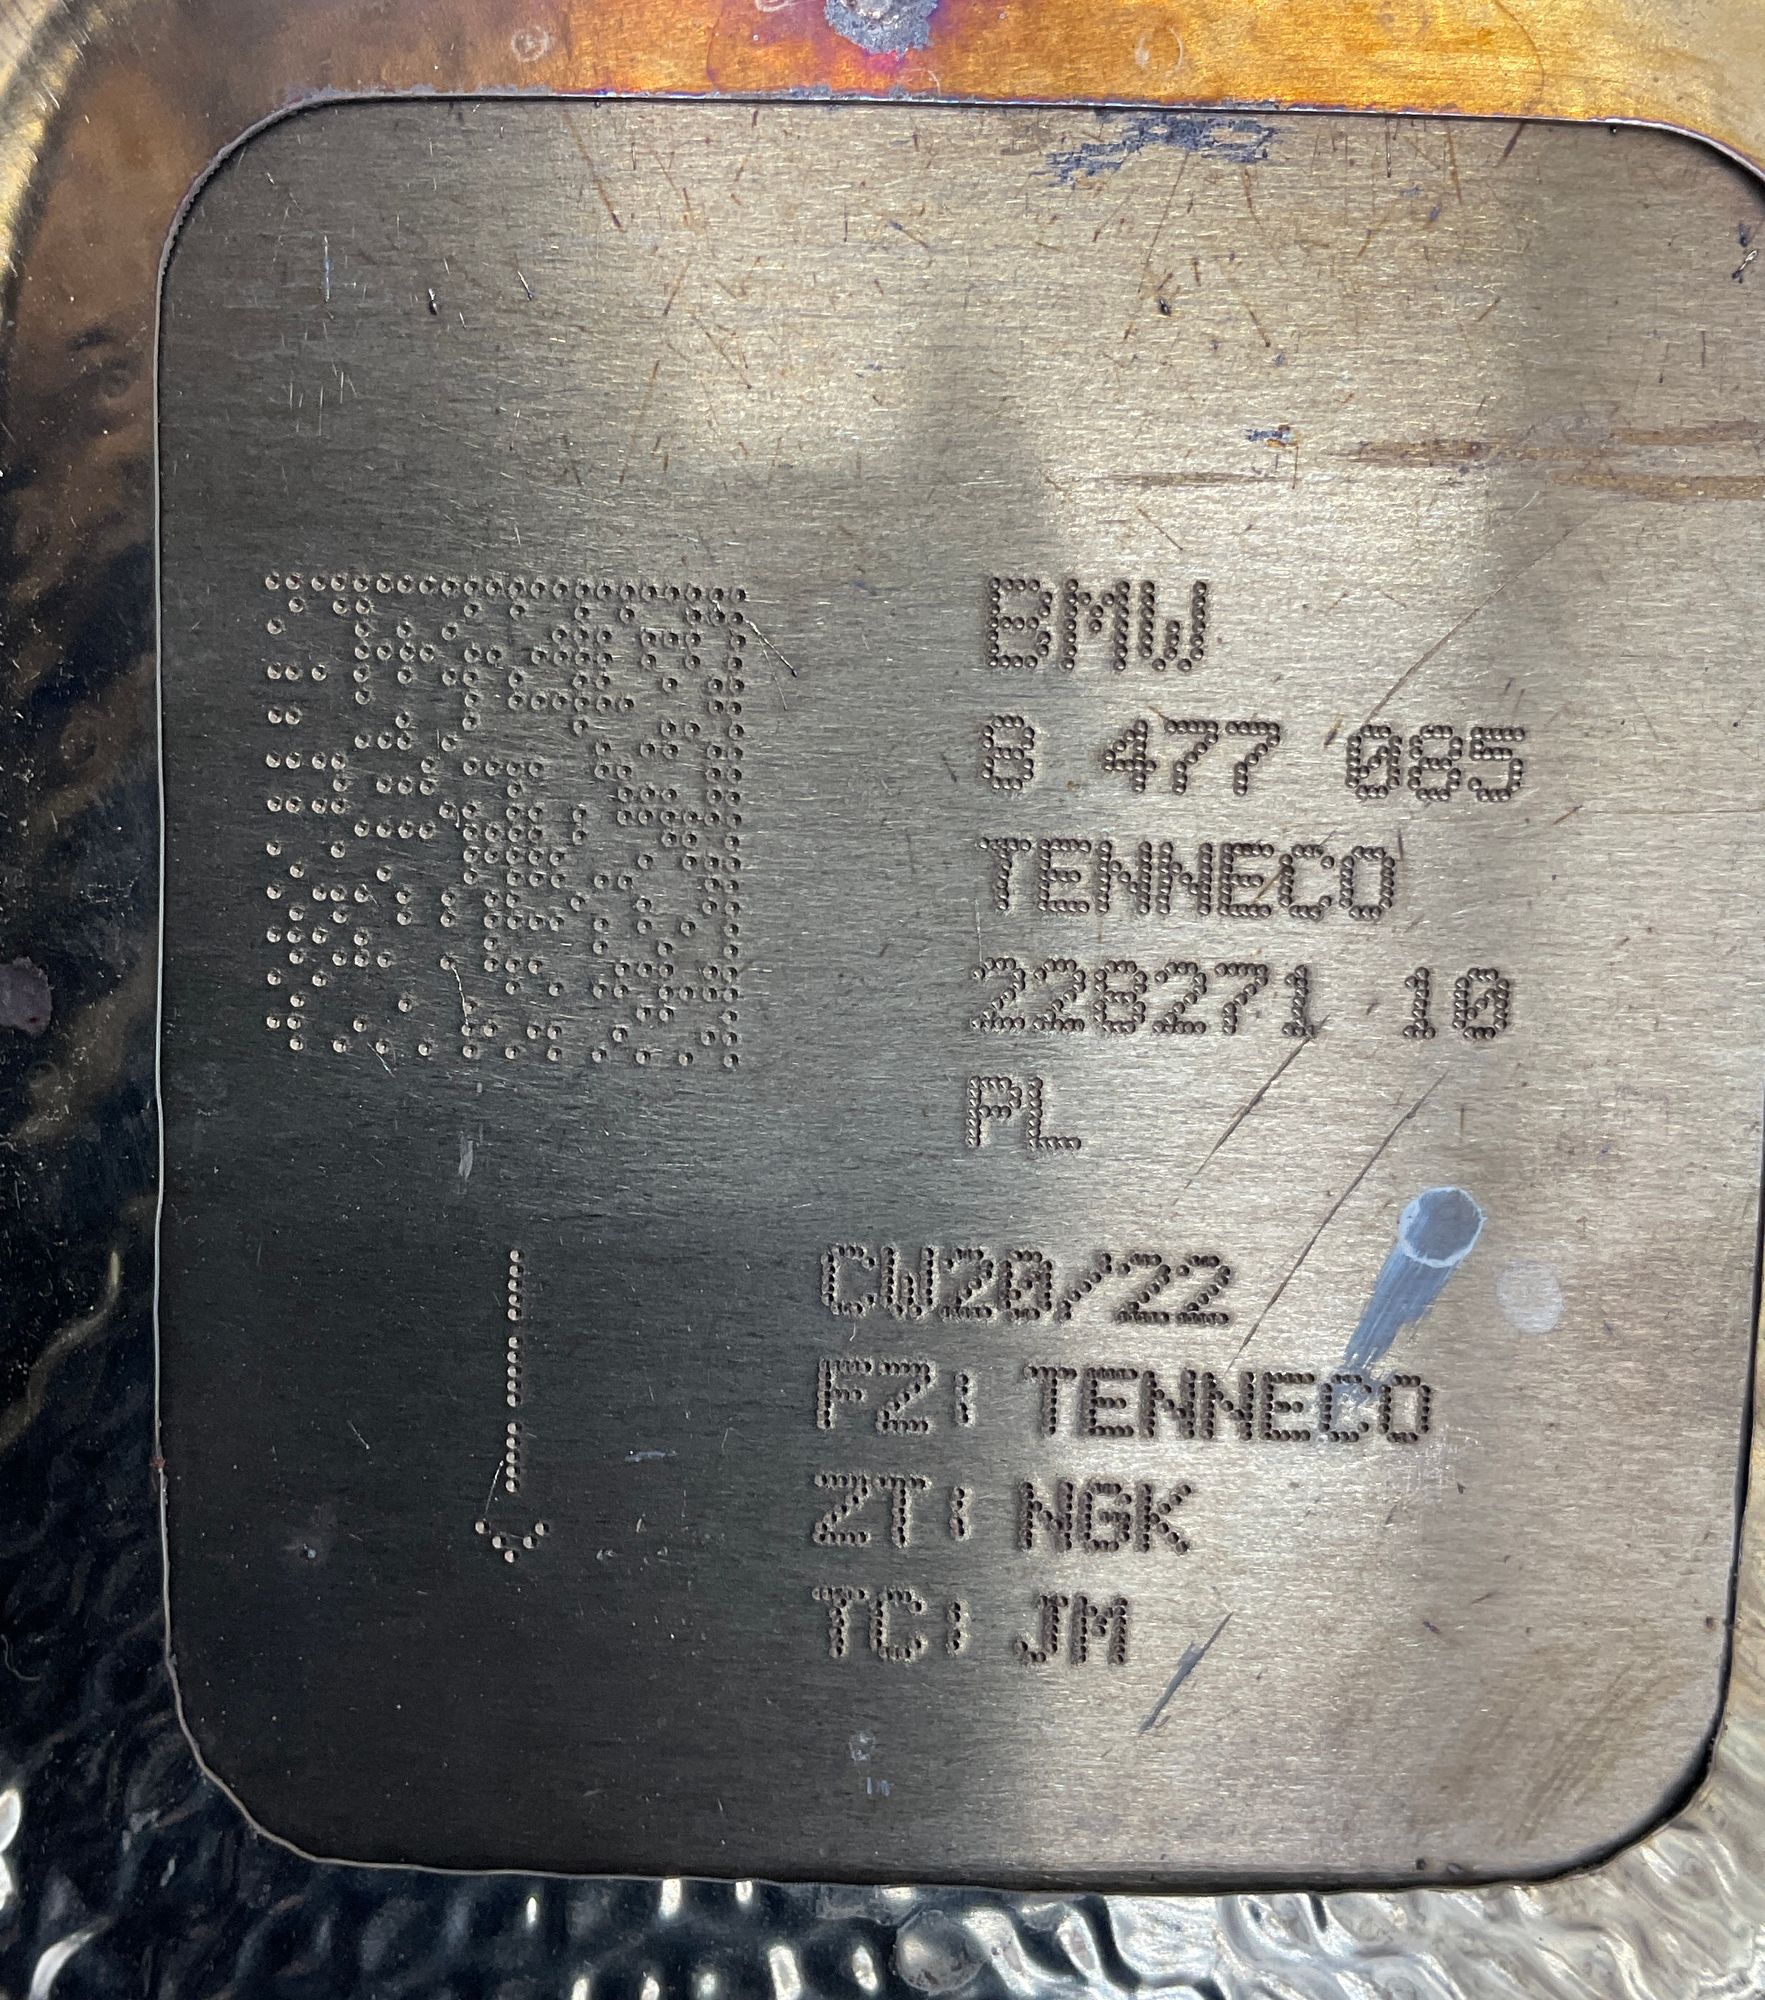 BMW
8 477 085
TENNECO
228271 10
PL
CW20/22
FZ: TENNECO
ZT: NGK
TC: JM